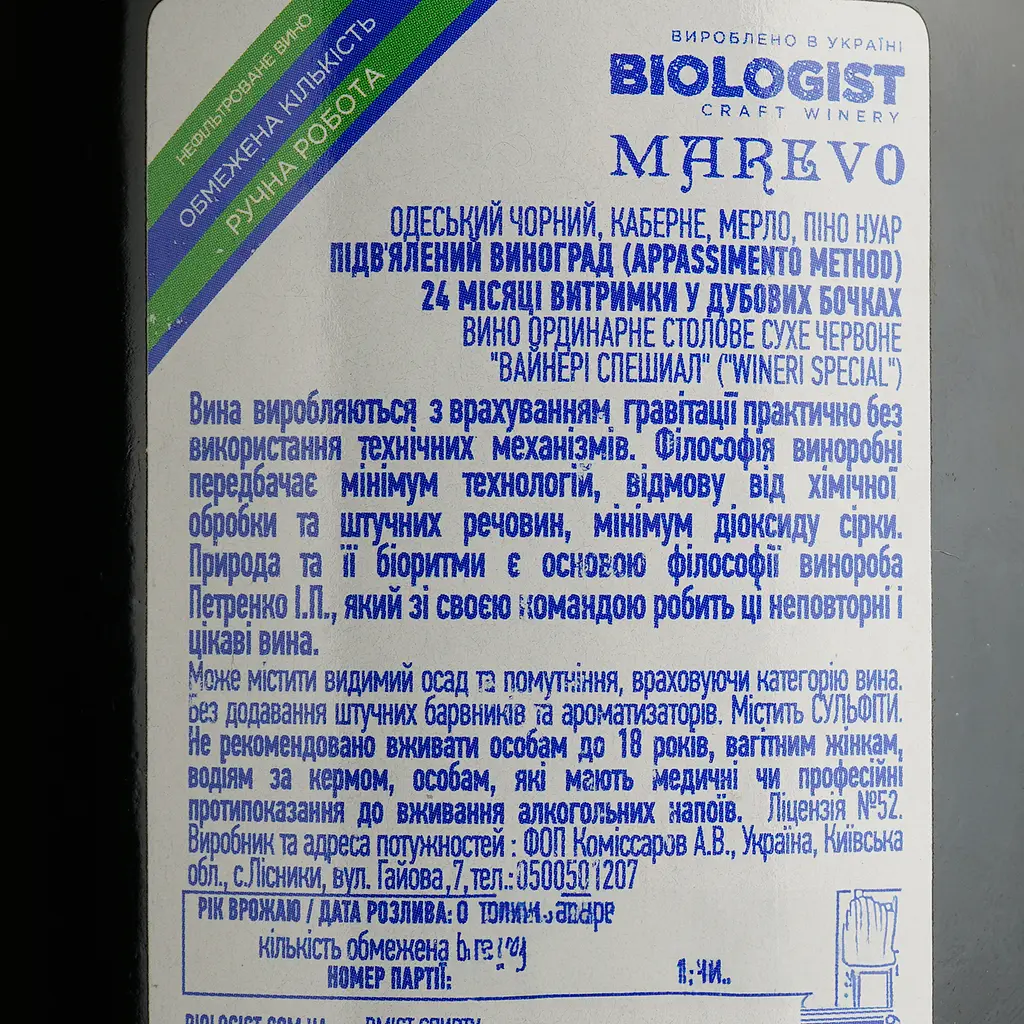 НЕФІЛЬТРОВАНЕ ВИНО
ОБМЕЖЕНА КІЛЬКІСТЬ
РУЧНА РОБОТА
ВИРОБЛЕНО В УКРАЇНІ
BIOLOGIST
CRAFT WINERY
MAREVO
ОДЕСЬКИЙ ЧОРНИЙ, КАБЕРНЕ, МЕРЛО, ПІНО НУАР
ПІДВ'ЯЛЕНИЙ ВИНОГРАД (APPASSIMENTO METHOD)
24 МІСЯЦІ ВИТРИМКИ У ДУБОВИХ БОЧКАХ
ВИНО ОРДИНАРНЕ СТОЛОВЕ СУХЕ ЧЕРВОНЕ
"ВАЙНЕРІ СПЕШИАЛ" ("WINERI SPECIAL")
Вина виробляються з врахуванням гравітації практично без
використання технічних механізмів. Філософія виноробні
передбачає мінімум технологій, відмову від хімічної
обробки та штучних речовин, мінімум діоксиду сірки.
Природа та її біоритми є основою філософії винороба
Петренко І.П., який зі своєю командою робить ці неповторні і
цікаві вина.
Може містити видимий осад та помутніння, враховуючи категорію вина.
Без додавання штучних барвників та ароматизаторів. Містить СУЛЬФІТИ.
Не рекомендовано вживати особам до 18 років, вагітним жінкам,
водіям за кермом, особам, які мають медичні чи професійні
протипоказання до вживання алкогольних напоїв. Ліцензія №52.
Виробник та адреса потужностей : ФОП Комісcаров А.В., Україна, Київська
обл., с.Лісники, вул. Гайова,7,тел.:0500501207
РІК ВРОЖАЮ / ДАТА РОЗЛИВА:
кількість обмежена
НОМЕР ПАРТІЇ: